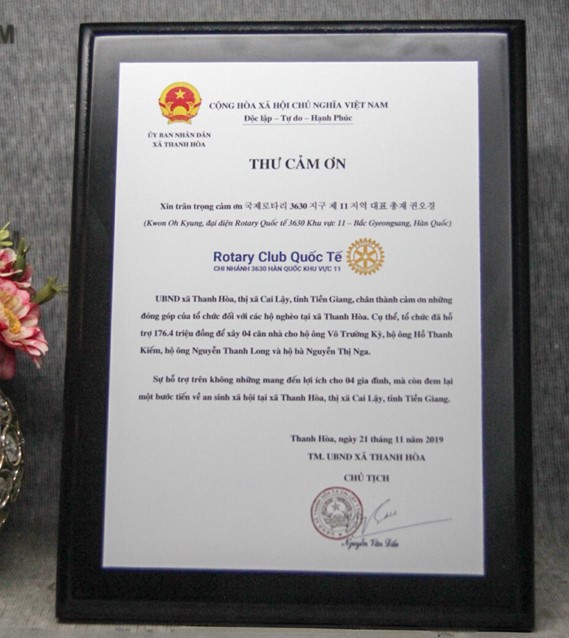 M
CỘNG HÒA XÃ HỘI CHỦ NGHĨA VIỆT NAM
Độc lập – Tự do – Hạnh Phúc
ỦY BAN NHÂN DÂN
XÃ THANH HÒA
THƯ CẢM ƠN
Xin trân trọng cảm ơn 국제로타리 3630 지구 제 11 지역 대표 총재 권오경
(Kwon Oh Kyung, đại diện Rotary Quốc tế 3630 Khu vực 11 – Bắc Gyeongsang, Hàn Quốc)
Rotary Club Quốc Tế
CHI NHÁNH 3630 HÀN QUỐC KHU VỰC 11
UBND xã Thanh Hòa, thị xã Cai Lậy, tỉnh Tiền Giang, chân thành cảm ơn những
đóng góp của tổ chức đối với các hộ nghèo tại xã Thanh Hòa. Cụ thể, tổ chức đã hỗ
trợ 176.4 triệu đồng để xây 04 căn nhà cho hộ ông Võ Trường Kỳ, hộ ông Hồ Thanh
Kiếm, hộ ông Nguyễn Thanh Long và hộ bà Nguyễn Thị Nga.
Sự hỗ trợ trên không những mang đến lợi ích cho 04 gia đình, mà còn đem lại
một bước tiến về an sinh xã hội tại xã Thanh Hòa, thị xã Cai Lậy, tỉnh Tiền Giang.
Thanh Hòa, ngày 21 tháng 11 năm 2019
TM. UBND XÃ THANH HÒA
CHỦ TỊCH
Nguyễn Văn